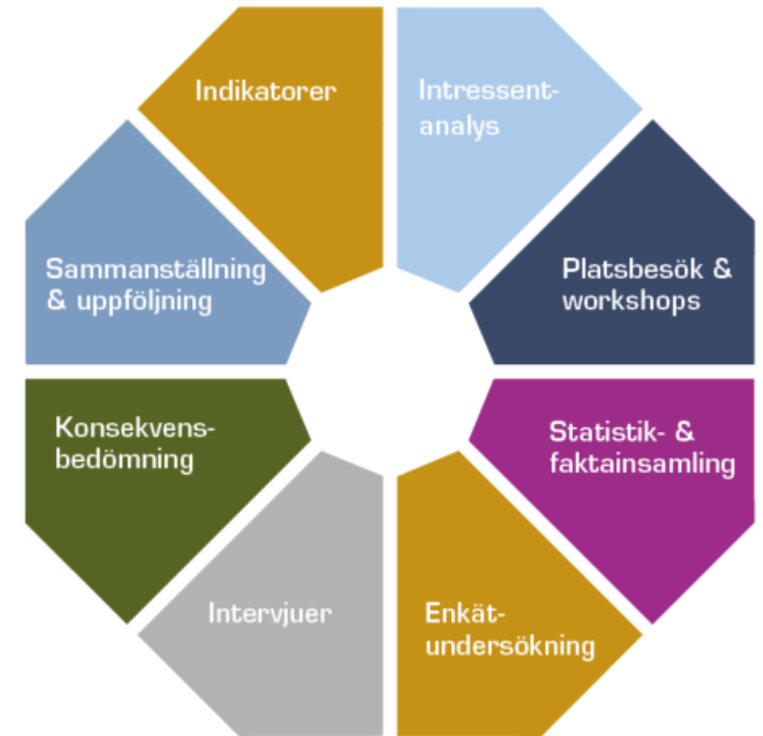 Indikatorer
Intressent-
analys
Sammanställning
& uppföljning
Platsbesök &
workshops
Konsekvens-
bedömning
Statistik- &
faktainsamling
Intervjuer
Enkät-
undersökning